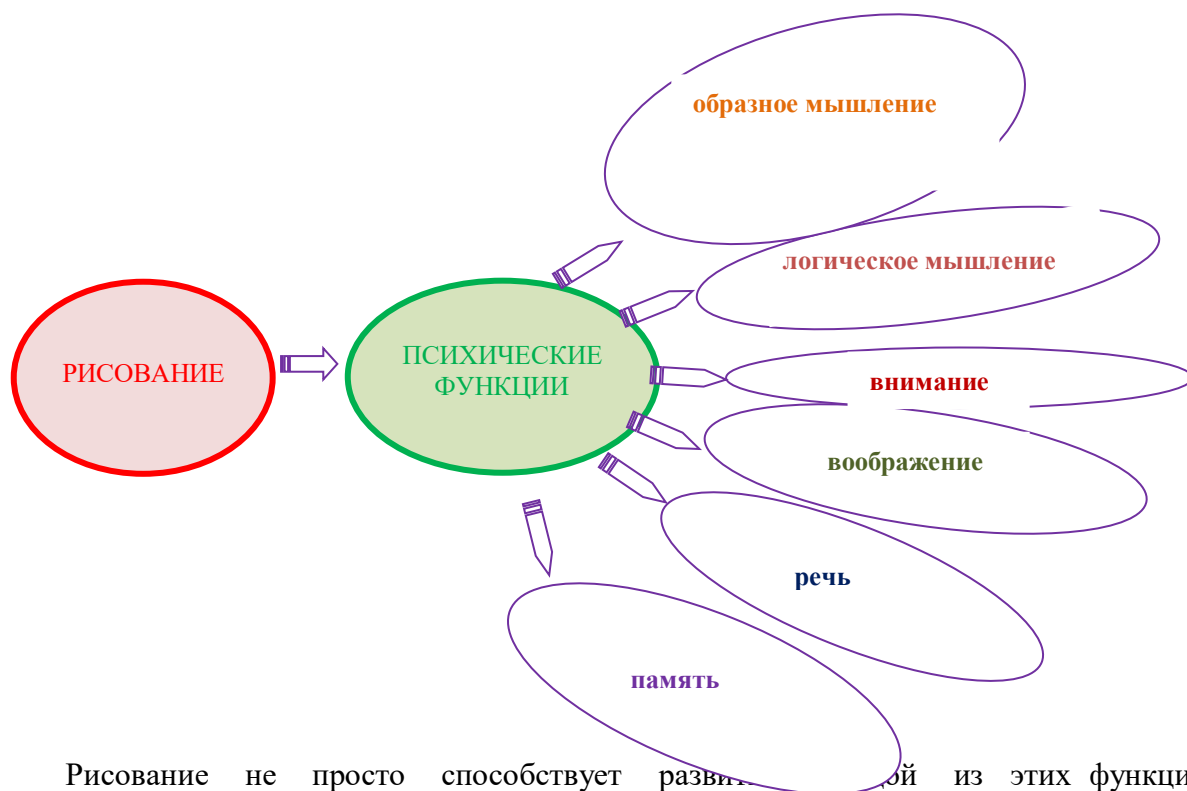 образное мышление
логическое мышление
РИСОВАНИЕ
ПСИХИЧЕСКИЕ
ФУНКЦИИ
внимание
воображение
речь
память
Рисование не просто способствует из этих